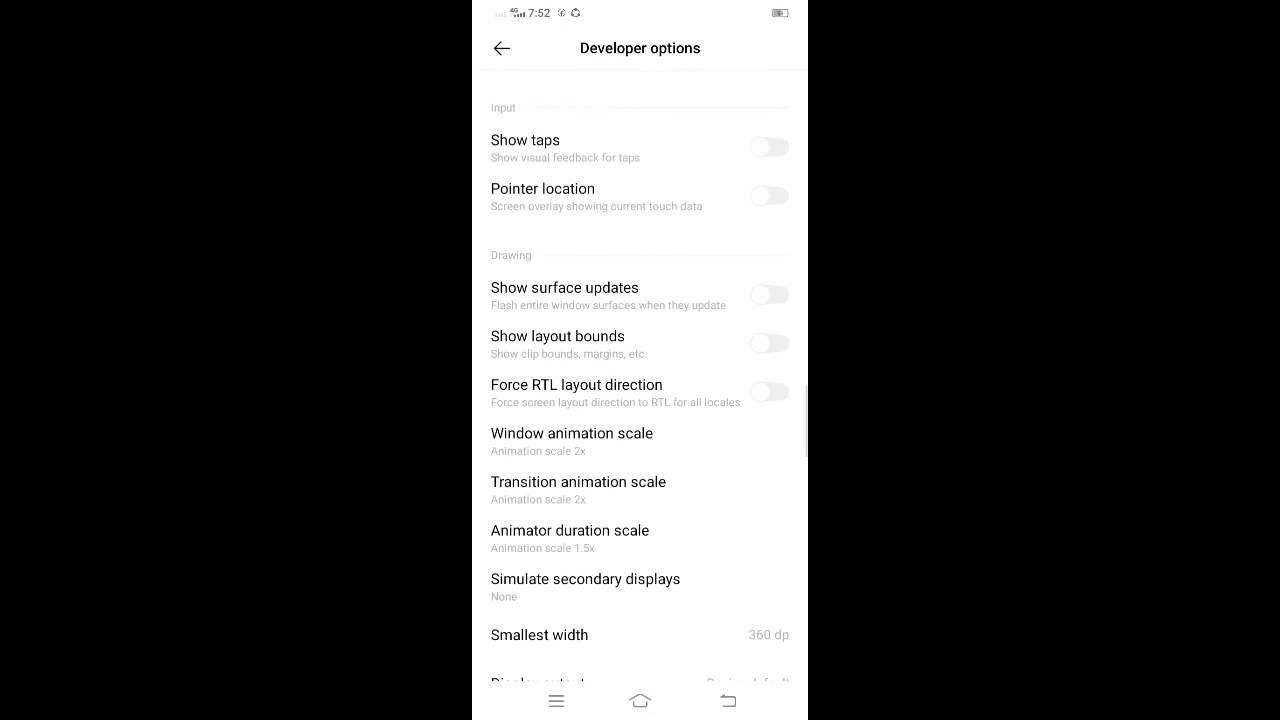 4G 7:52
Developer options
Input
Show taps
Show visual feedback for taps
Pointer location
Screen overlay showing current touch data
Drawing
Show surface updates
Flash entire window surfaces when they update
Show layout bounds
Show clip bounds, margins, etc.
Force RTL layout direction
Force screen layout direction to RTL for all locales
Window animation scale
Animation scale 2x
Transition animation scale
Animation scale 2x
Animator duration scale
Animation scale 1.5x
Simulate secondary displays
None
Smallest width 360 dp